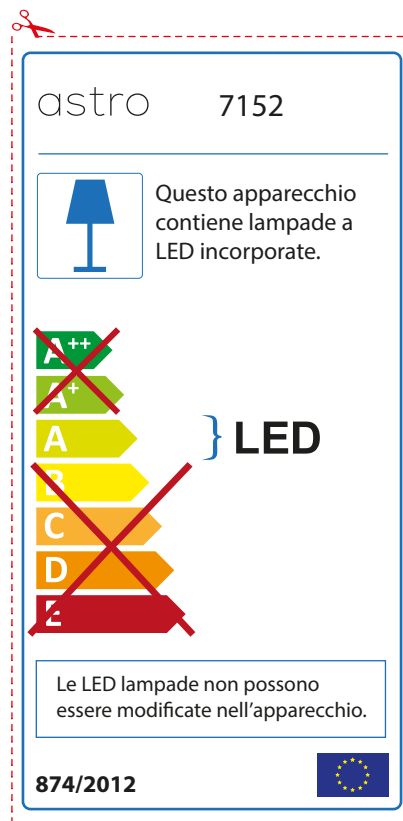 astro 7152
Questo apparecchio
contiene lampade a
LED incorporate.
A++
A+
A
LED
B
C
D
E
Le LED lampade non possono
essere modificate nell'apparecchio.
874/2012